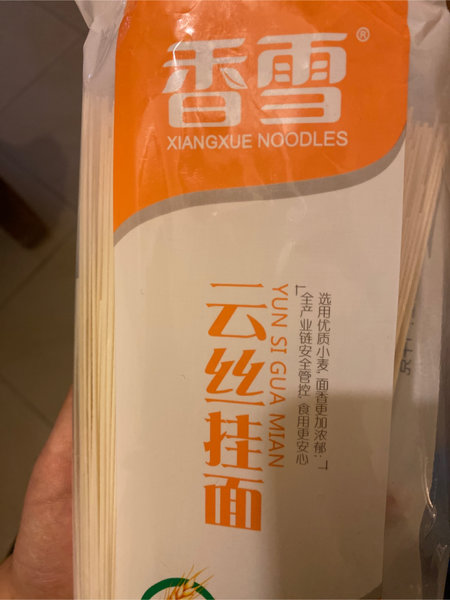 香雪®
XIANGXUE NOODLES
云丝挂面
YUN SI GUA MIAN
选用优质小麦,面香更加浓郁;
全产业链安全管控,食用更安心